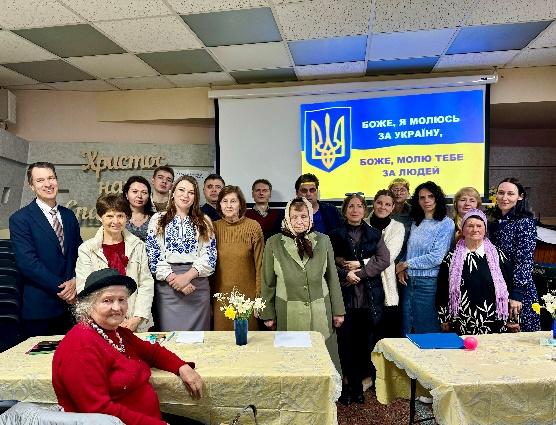 БОЖЕ, Я МОЛЮСЬ
ЗА УКРАЇНУ,
БОЖЕ, МОЛЮ ТЕБЕ
ЗА ЛЮДЕЙ
Христос
на